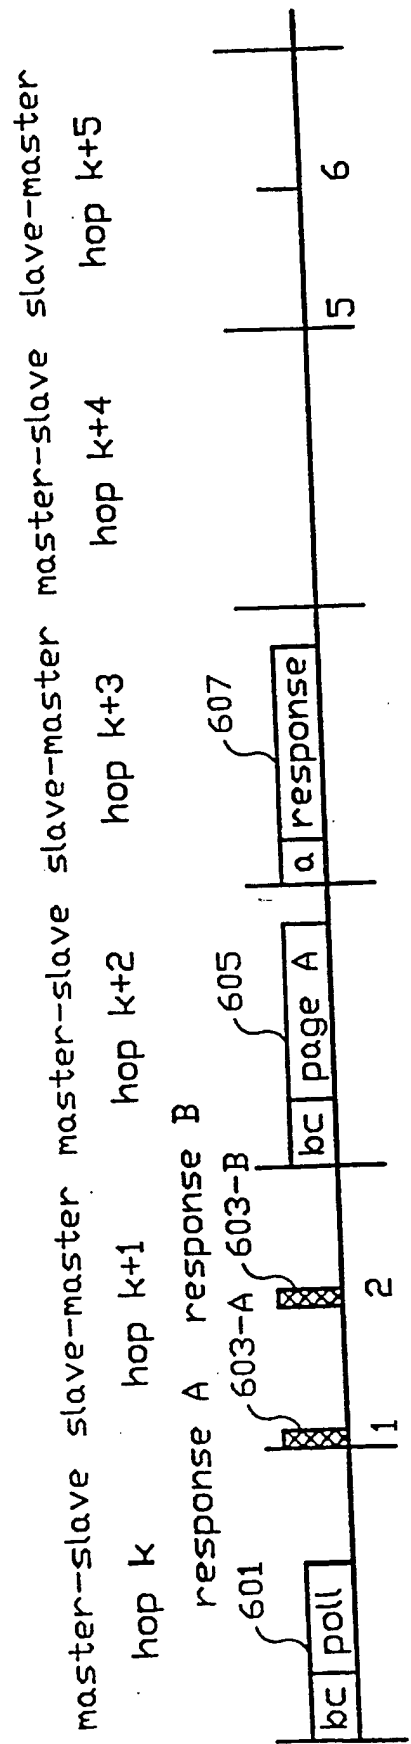 master-slave slave-master master-slave slave-master master-slave slave-master
hop k hop k+1 hop k+2 hop k+3 hop k+4 hop k+5
response A response B
601 603-A 603-B 605 607
bc poll bc page A a response
1 2 5 6